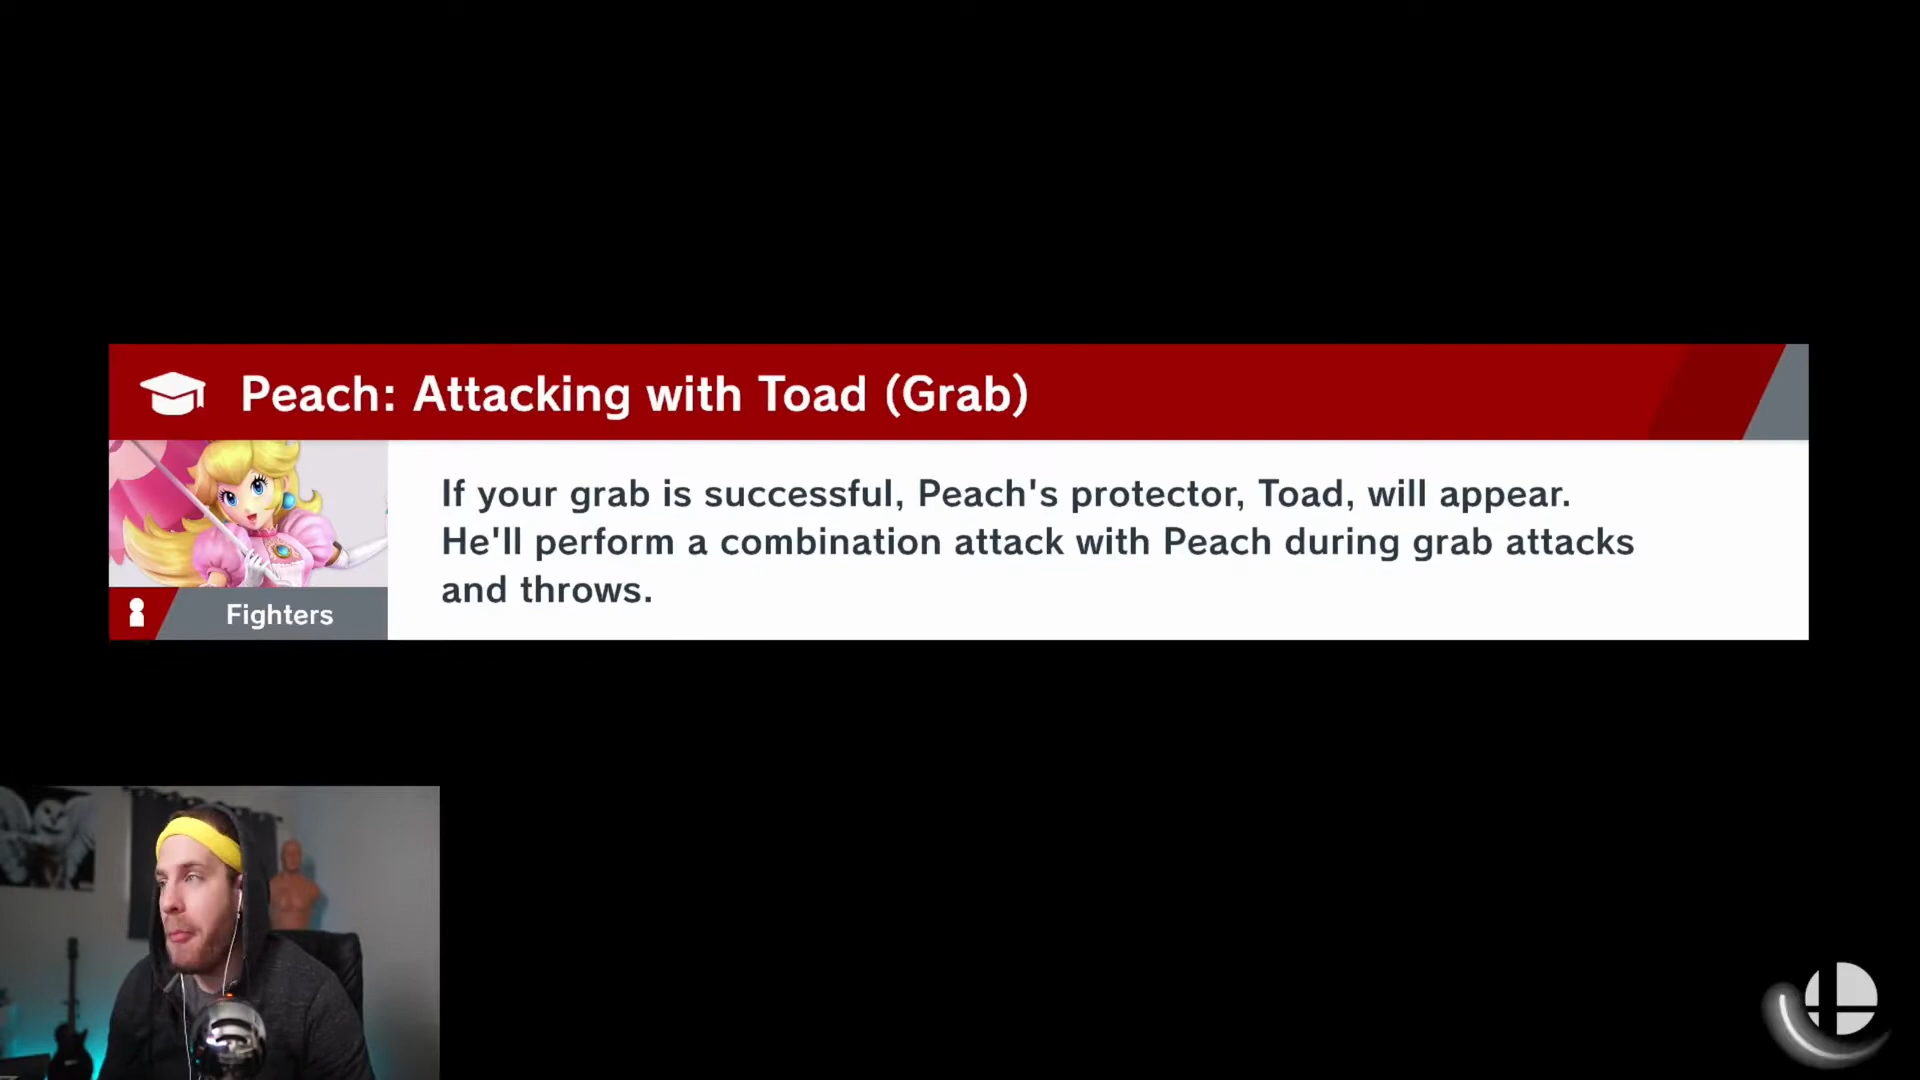 Peach: Attacking with Toad (Grab)
If your grab is successful, Peach's protector, Toad, will appear.
He'll perform a combination attack with Peach during grab attacks
and throws.
Fighters